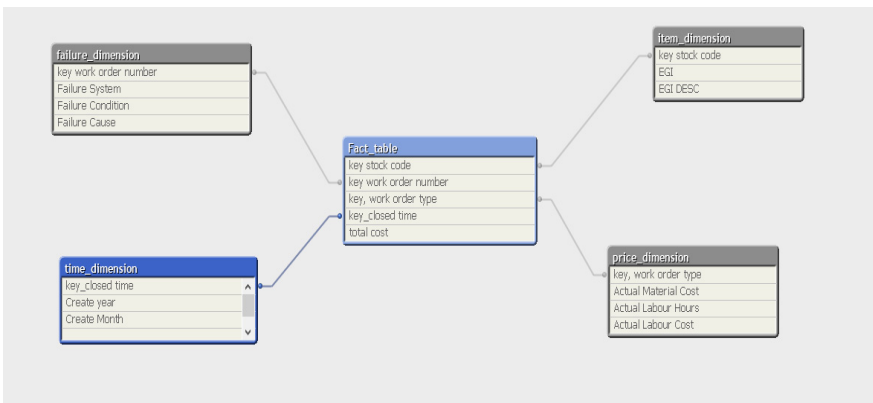 failure_dimension
key work order number
Failure System
Failure Condition
Failure Cause
item_dimension
key stock code
EGI
EGI DESC
Fact_table
key stock code
key work order number
key, work order type
key_closed time
total cost
time_dimension
key_closed time
Create year
Create Month
price_dimension
key, work order type
Actual Material Cost
Actual Labour Hours
Actual Labour Cost